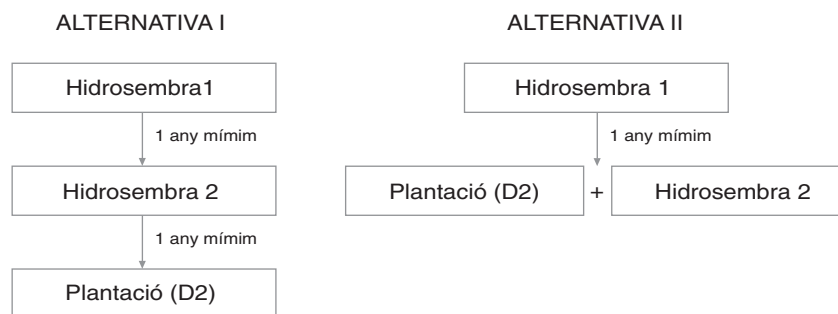 ALTERNATIVA I
Hidrosembra1
1 any mímim
Hidrosembra 2
1 any mímim
Plantació (D2)
ALTERNATIVA II
Hidrosembra 1
1 any mímim
Plantació (D2) + Hidrosembra 2